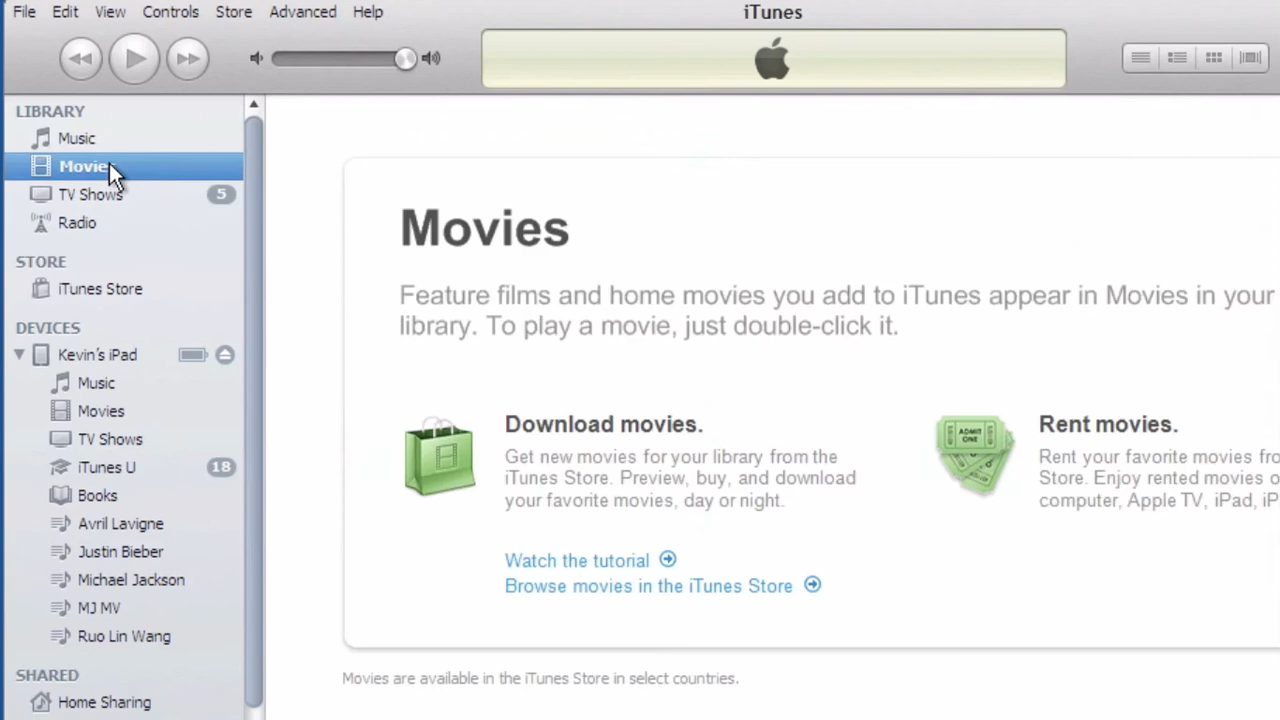 File Edit View Controls Store Advanced Help
iTunes
LIBRARY
Music
Movies
TV Shows 5
Radio
STORE
iTunes Store
DEVICES
Kevin's iPad
Music
Movies
TV Shows
iTunes U 18
Books
Avril Lavigne
Justin Bieber
Michael Jackson
MJ MV
Ruo Lin Wang
SHARED
Home Sharing
Movies
Feature films and home movies you add to iTunes appear in Movies in your
library. To play a movie, just double-click it.
Download movies.
Get new movies for your library from the
iTunes Store. Preview, buy, and download
your favorite movies, day or night.
Watch the tutorial
Browse movies in the iTunes Store
ADMIT
ONE
Rent movies.
Rent your favorite movies fro
Store. Enjoy rented movies o
computer, Apple TV, iPad, iP
Movies are available in the iTunes Store in select countries.